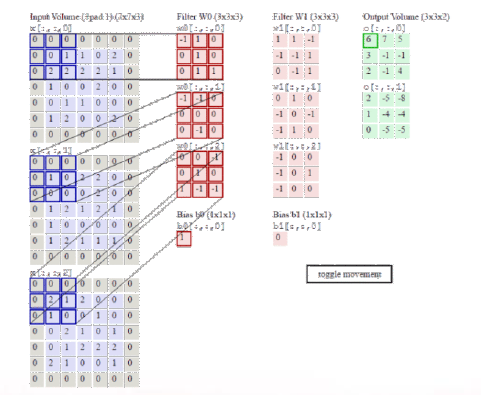 Input Volume (+pad 1) (7x7x3)
x[:,:,0]
0 0 0 0 0 0 0
0 0 1 1 0 2 0
0 2 2 2 2 1 0
0 1 0 0 2 0 0
0 0 1 1 0 0 0
0 1 2 0 0 2 0
0 0 0 0 0 0 0
x[:,:,1]
0 0 0 0 0 0 0
0 1 0 2 0
0 0 0 0 2 0
0 1 2 1 2 1 0
0 1 0 0 0 0 0
0 1 2 1 1 1 0
0 0 0 0 0 0 0
x[:,:,2]
0 0 0 0 0 0 0
0 2 1 2 0 0 0
0 1 0 0 1 0 0
0 0 2 1 0 1 0
0 0 1 2 2 2 0
0 2 1 0 0 1 0
0 0 0 0 0 0 0
Filter W0 (3x3x3)
w0[:,:,0]
-1 1 0
0 1 0
0 1 1
w0[:,:,1]
-1 -1 0
0 0 0
0 -1 0
w0[:,:,2]
0 0 -1
0 1 0
1 -1 -1
Bias b0 (1x1x1)
b0[:,:,0]
1
Filter W1 (3x3x3)
w1[:,:,0]
1 1 -1
-1 -1 1
0 -1 1
w1[:,:,1]
0 1 0
-1 0 -1
-1 1 0
w1[:,:,2]
-1 0 0
-1 0 1
-1 0 0
Bias b1 (1x1x1)
b1[:,:,0]
0
Output Volume (3x3x2)
o[:,:,0]
6 7 5
3 -1 -1
2 -1 4
o[:,:,1]
2 -5 -8
1 -4 -4
0 -5 -5
toggle movement